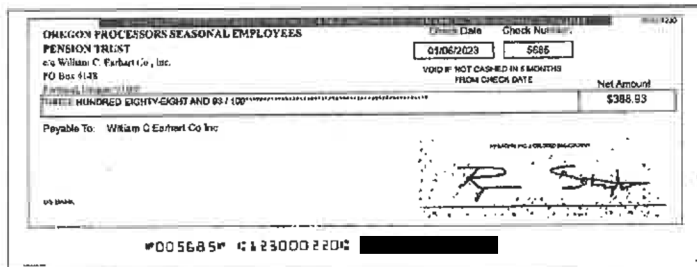 OREGON PROCESSORS SEASONAL EMPLOYEES
PENSION TRUST
c/o William C. Earhart Co., Inc.
PO Box 4148
Check Date Check Number
01/06/2023 5685
VOID IF NOT CASHED IN 6 MONTHS
FROM CHECK DATE
Net Amount
HUNDRED EIGHTY-EIGHT AND 93 / 100
$388.93
Payable To: William C Earhart Co Inc
US BANK
⑈005685⑈ ⑆123000220⑆